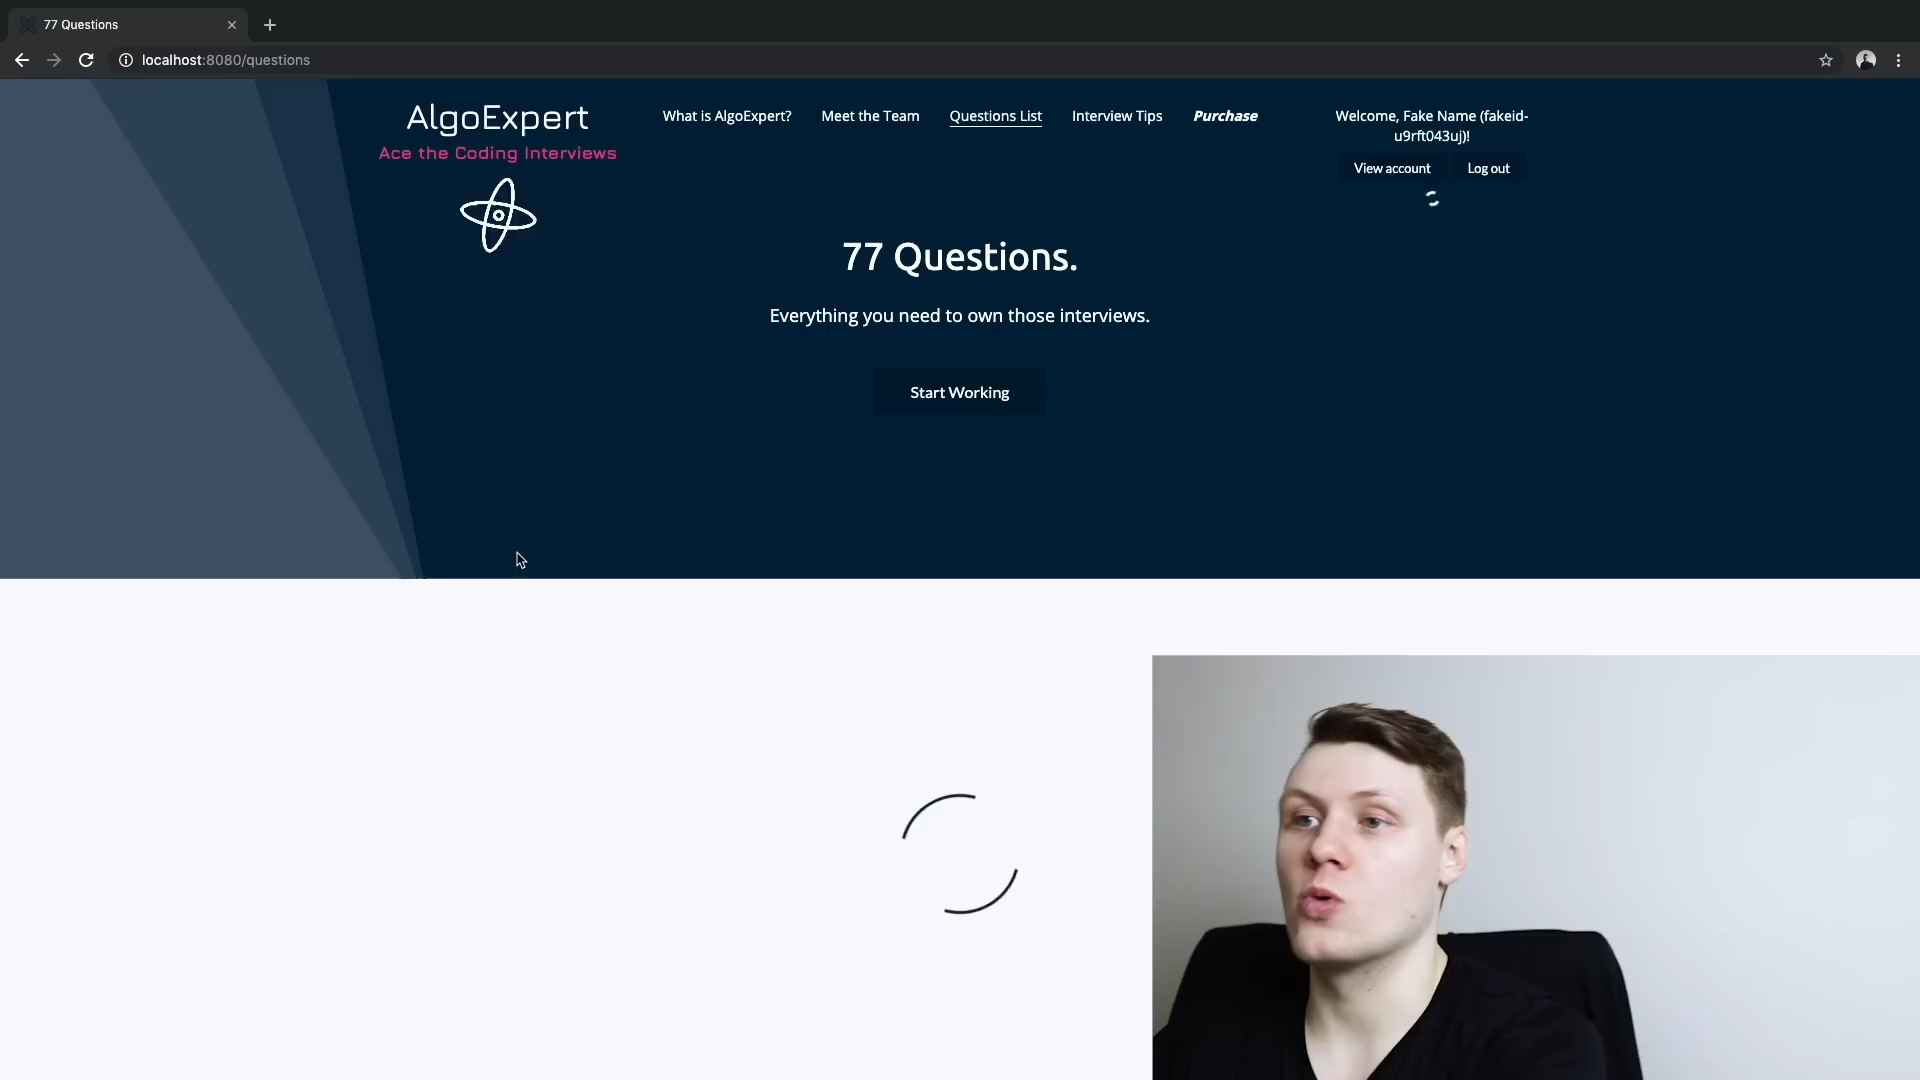 77 Questions
localhost:8080/questions
AlgoExpert
Ace the Coding Interviews
What is AlgoExpert?
Meet the Team
Questions List
Interview Tips
Purchase
Welcome, Fake Name (fakeid-
u9rft043uj)!
View account
Log out
77 Questions.
Everything you need to own those interviews.
Start Working